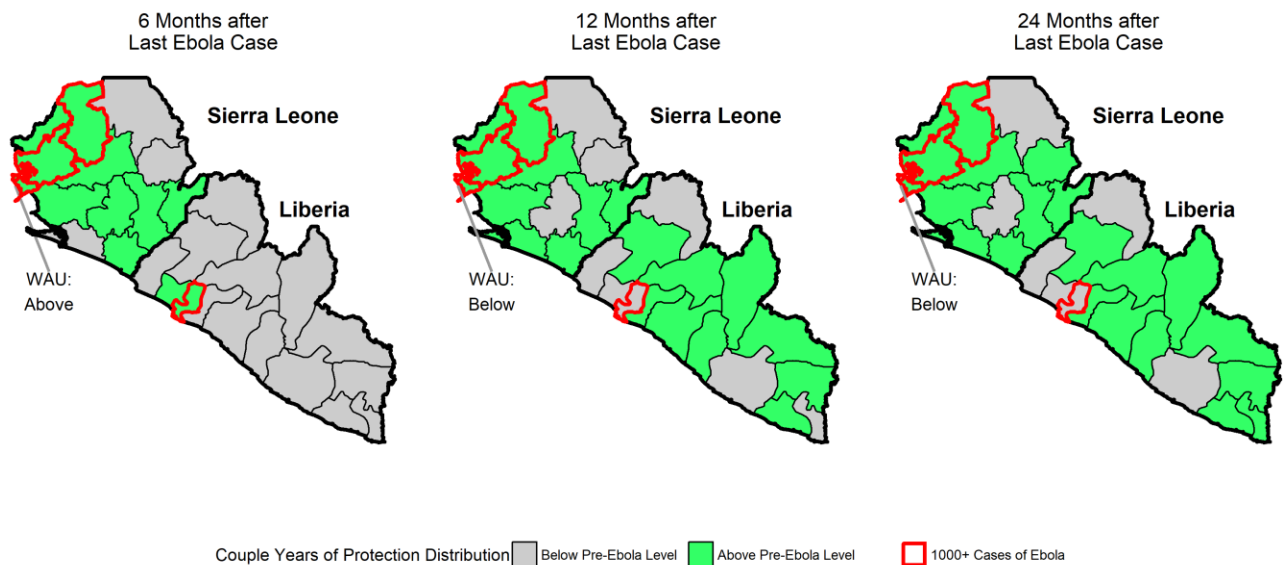 6 Months after
Last Ebola Case
12 Months after
Last Ebola Case
24 Months after
Last Ebola Case
Sierra Leone
Liberia
WAU:
Above
Sierra Leone
Liberia
WAU:
Below
Sierra Leone
Liberia
WAU:
Below
Couple Years of Protection Distribution Below Pre-Ebola Level Above Pre-Ebola Level 1000+ Cases of Ebola